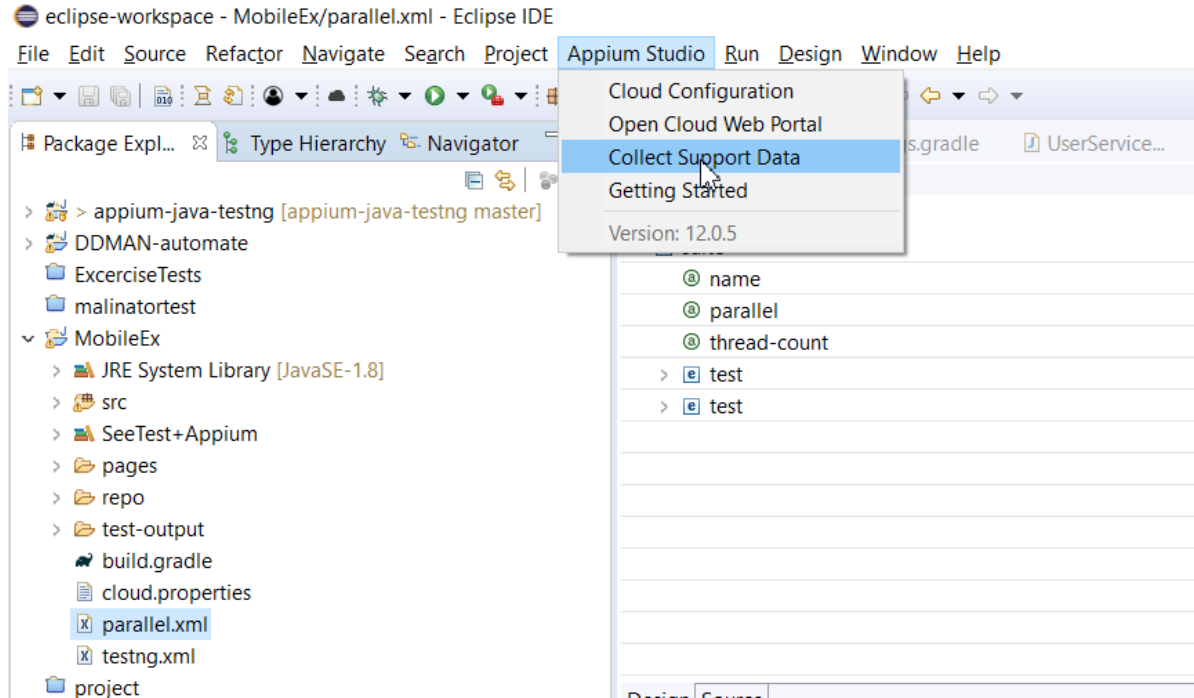 eclipse-workspace - MobileEx/parallel.xml - Eclipse IDE
File Edit Source Refactor Navigate Search Project Appium Studio Run Design Window Help
Cloud Configuration
Open Cloud Web Portal
Collect Support Data
Getting Started
Version: 12.0.5
Package Expl... Type Hierarchy Navigator
s.gradle UserService...
> appium-java-testng [appium-java-testng master]
DDMAN-automate
ExcerciseTests
malinatortest
MobileEx
JRE System Library [JavaSE-1.8]
src
SeeTest+Appium
pages
repo
test-output
build.gradle
cloud.properties
parallel.xml
testng.xml
project
name
parallel
thread-count
test
test
Design Source